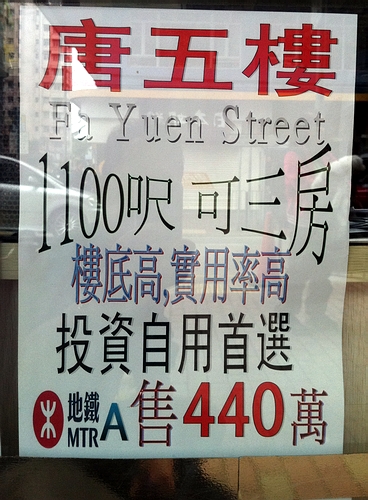 唐五樓
Fa Yuen Street
1100呎 可三房
樓底高,實用率高
投資自用首選
地鐵 MTR A 售440萬